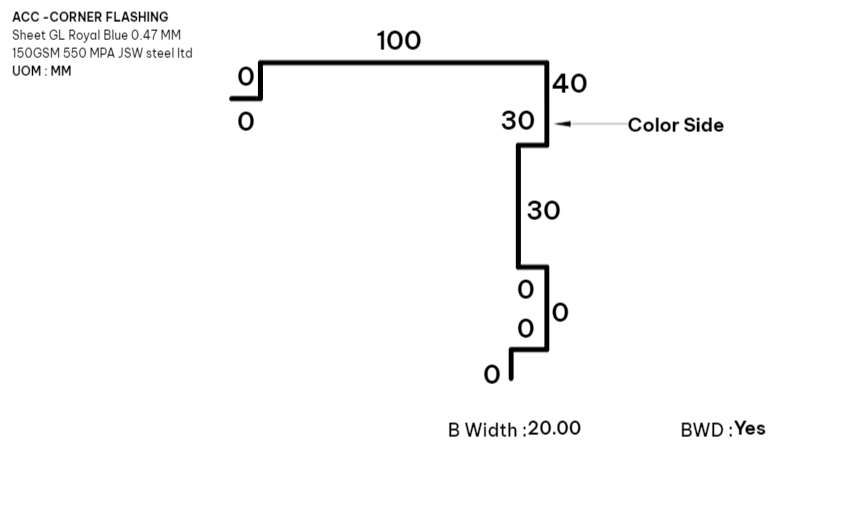 ACC -CORNER FLASHING
Sheet GL Royal Blue 0.47 MM
150GSM 550 MPA JSW steel ltd
UOM : MM
100
0
40
0
30
Color Side
30
0
0
0
0
B Width :20.00
BWD :Yes